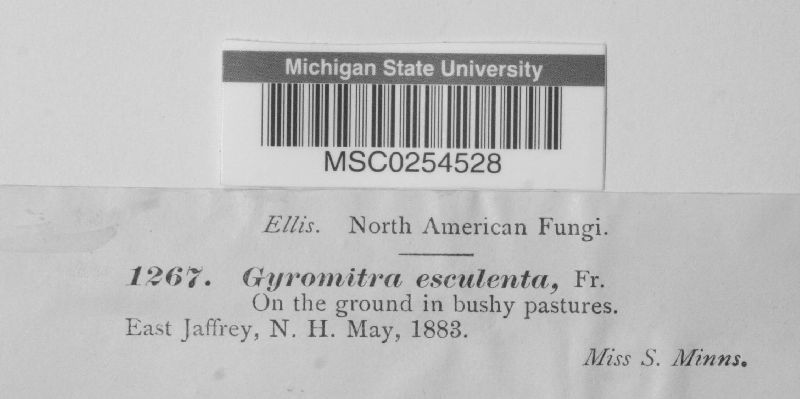 Michigan State University
MSC0254528
Ellis. North American Fungi.
1267. Gyromitra esculenta, Fr.
On the ground in bushy pastures.
East Jaffrey, N. H. May, 1883.
Miss S. Minns.